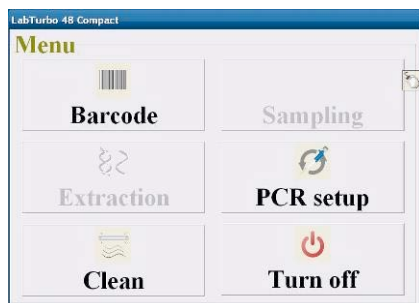 LabTurbo 48 Compact
Menu
Barcode
Sampling
Extraction
PCR setup
Clean
Turn off